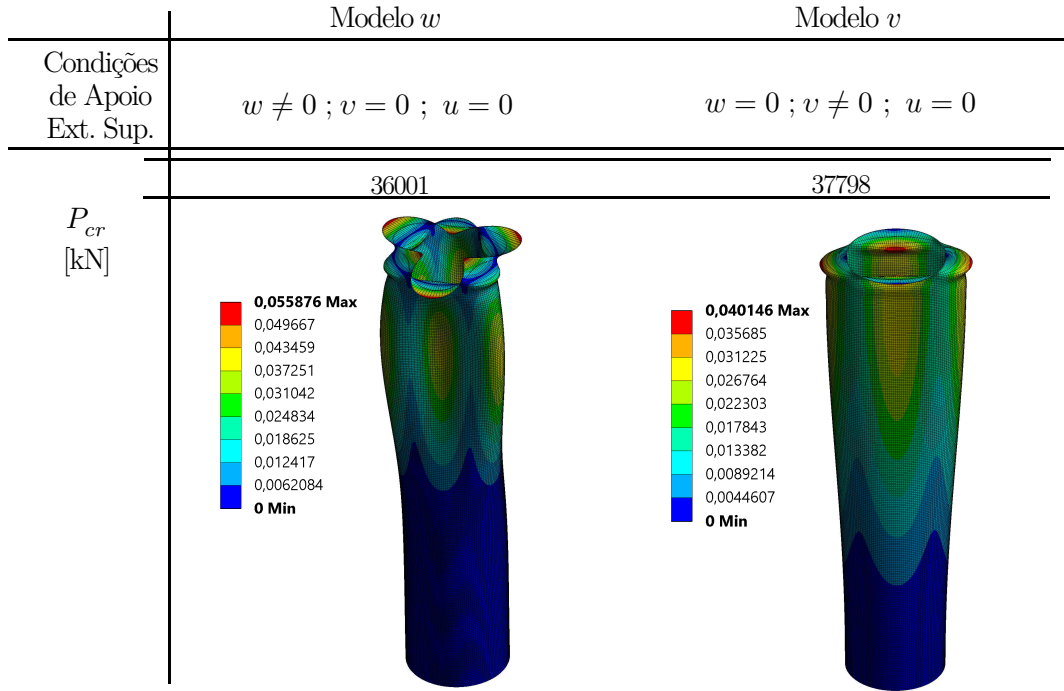 Modelo w
Modelo v
Condições
de Apoio
Ext. Sup.
w ≠ 0 ; v = 0 ; u = 0
w = 0 ; v ≠ 0 ; u = 0
36001
37798
P_cr
[kN]
0,055876 Max
0,049667
0,043459
0,037251
0,031042
0,024834
0,018625
0,012417
0,0062084
0 Min
0,040146 Max
0,035685
0,031225
0,026764
0,022303
0,017843
0,013382
0,0089214
0,0044607
0 Min